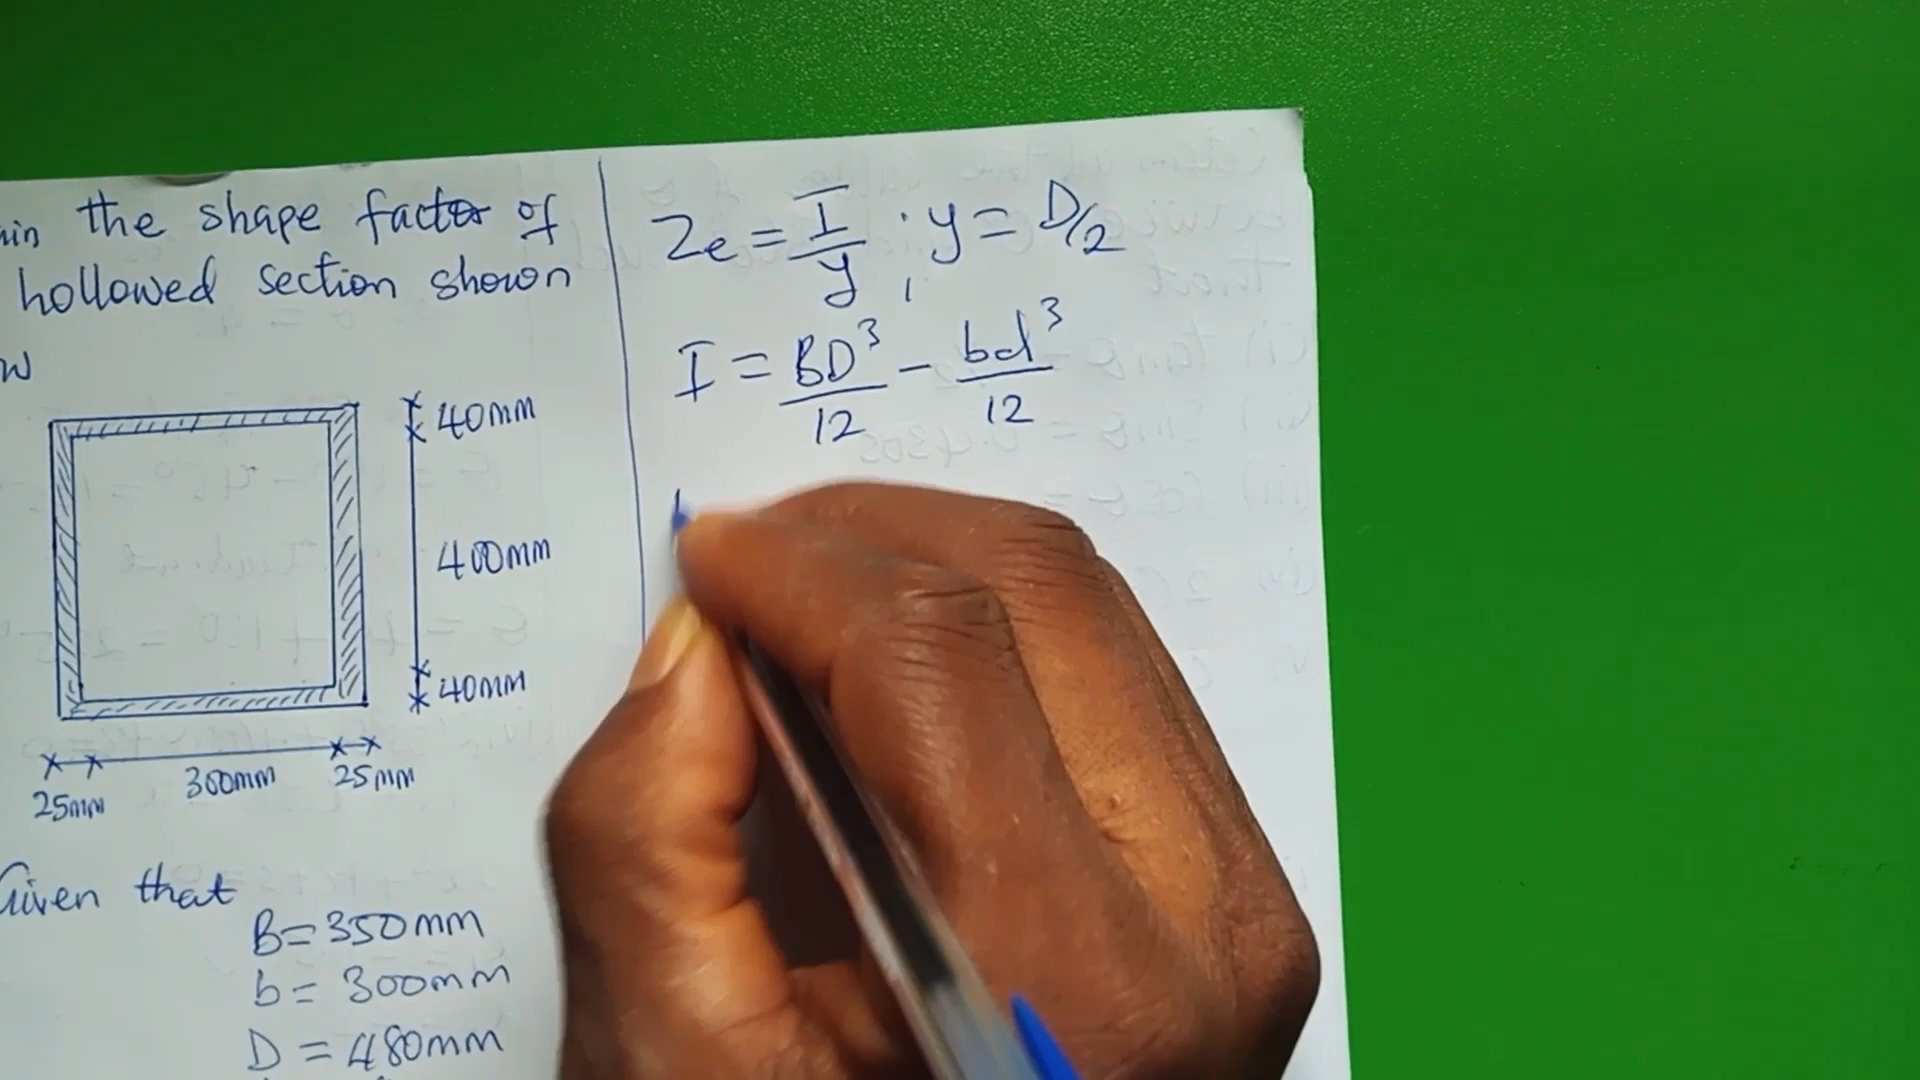 the shape factor of
hollowed section shown
40mm
400mm
40mm
25mm 300mm 25mm
Given that
B=350mm
b= 300mm
D = 480mm
Ze = I/y ; y = D/2
I = BD³/12 - bd³/12